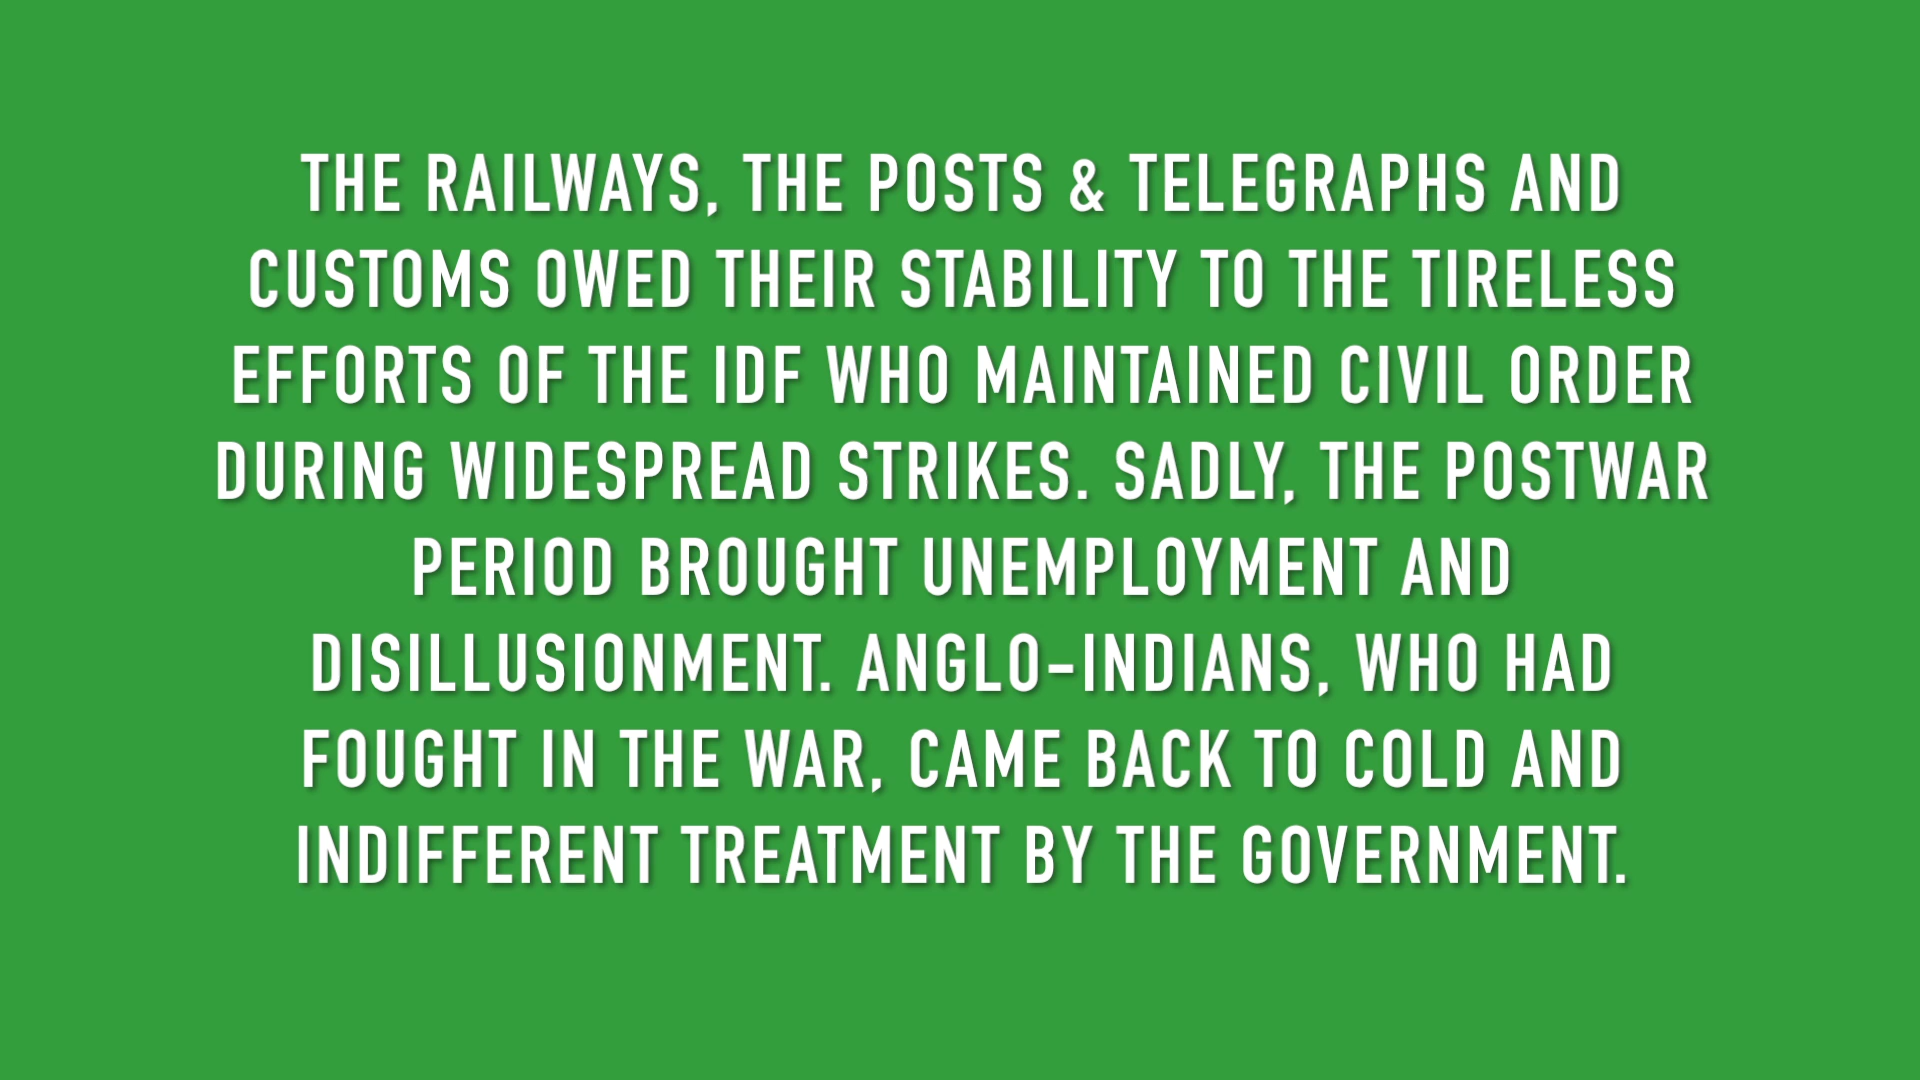 THE RAILWAYS, THE POSTS & TELEGRAPHS AND
CUSTOMS OWED THEIR STABILITY TO THE TIRELESS
EFFORTS OF THE IDF WHO MAINTAINED CIVIL ORDER
DURING WIDESPREAD STRIKES. SADLY, THE POSTWAR
PERIOD BROUGHT UNEMPLOYMENT AND
DISILLUSIONMENT. ANGLO-INDIANS, WHO HAD
FOUGHT IN THE WAR, CAME BACK TO COLD AND
INDIFFERENT TREATMENT BY THE GOVERNMENT.